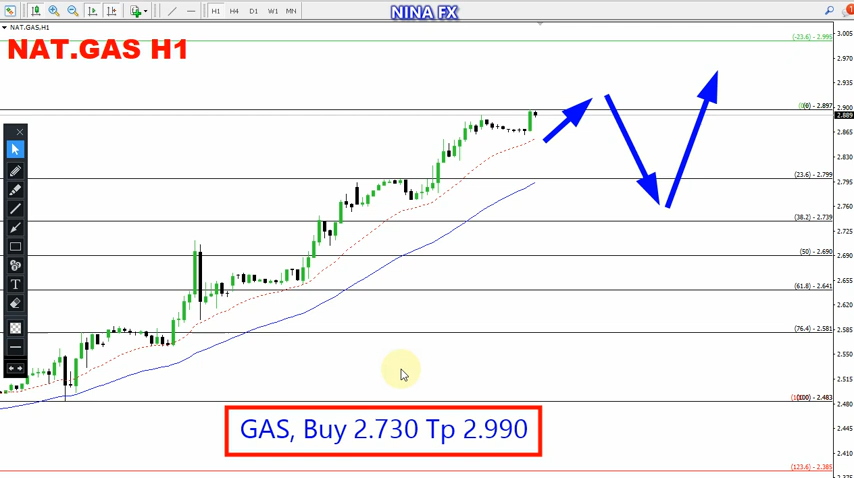 H1 H4 D1 W1 MN
NINA FX
NAT.GAS,H1
NAT.GAS H1
(-23.6) - 2.995
3.005
2.970
2.935
(0) - 2.897
2.900
2.889
2.865
2.830
(23.6) - 2.799
2.795
2.760
(38.2) - 2.739
2.725
(50) - 2.690
2.690
2.655
(61.8) - 2.641
2.620
(76.4) - 2.581
2.585
2.550
2.515
(100) - 2.483
2.480
2.445
GAS, Buy 2.730 Tp 2.990
2.410
(123.6) - 2.385
2.375
T